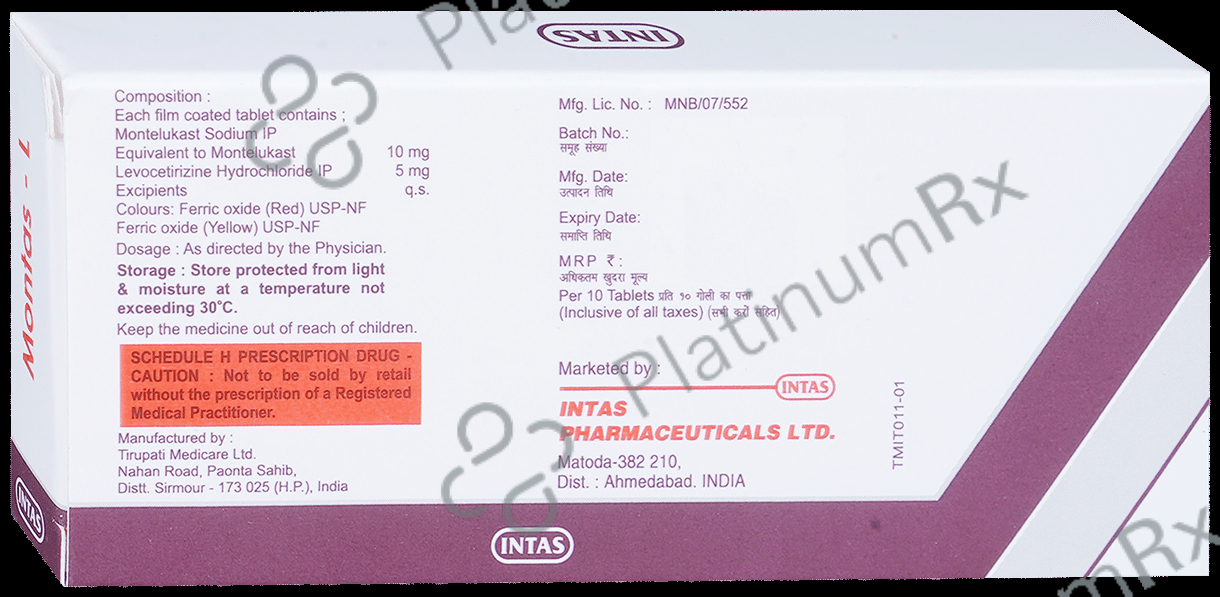 INTAS
Montas - L
Composition :
Each film coated tablet contains ;
Montelukast Sodium IP
Equivalent to Montelukast 10 mg
Levocetirizine Hydrochloride IP 5 mg
Excipients q.s.
Colours: Ferric oxide (Red) USP-NF
Ferric oxide (Yellow) USP-NF
Dosage : As directed by the Physician.
Storage : Store protected from light
& moisture at a temperature not
exceeding 30°C.
Keep the medicine out of reach of children.
SCHEDULE H PRESCRIPTION DRUG -
CAUTION : Not to be sold by retail
without the prescription of a Registered
Medical Practitioner.
Manufactured by :
Tirupati Medicare Ltd.
Nahan Road, Paonta Sahib,
Distt. Sirmour - 173 025 (H.P.), India
Mfg. Lic. No. : MNB/07/552
Batch No.:
समूह संख्या
Mfg. Date:
उत्पादन तिथि
Expiry Date:
समाप्ति तिथि
MRP ₹ :
अधिकतम खुदरा मूल्य
Per 10 Tablets प्रति १० गोली का पत्ता
(Inclusive of all taxes) (सभी करों सहित)
Marketed by :
INTAS
INTAS
PHARMACEUTICALS LTD.
Matoda-382 210,
Dist. : Ahmedabad. INDIA
TMIT011-01
INTAS
INTAS
PlatinumRx
PlatinumRx